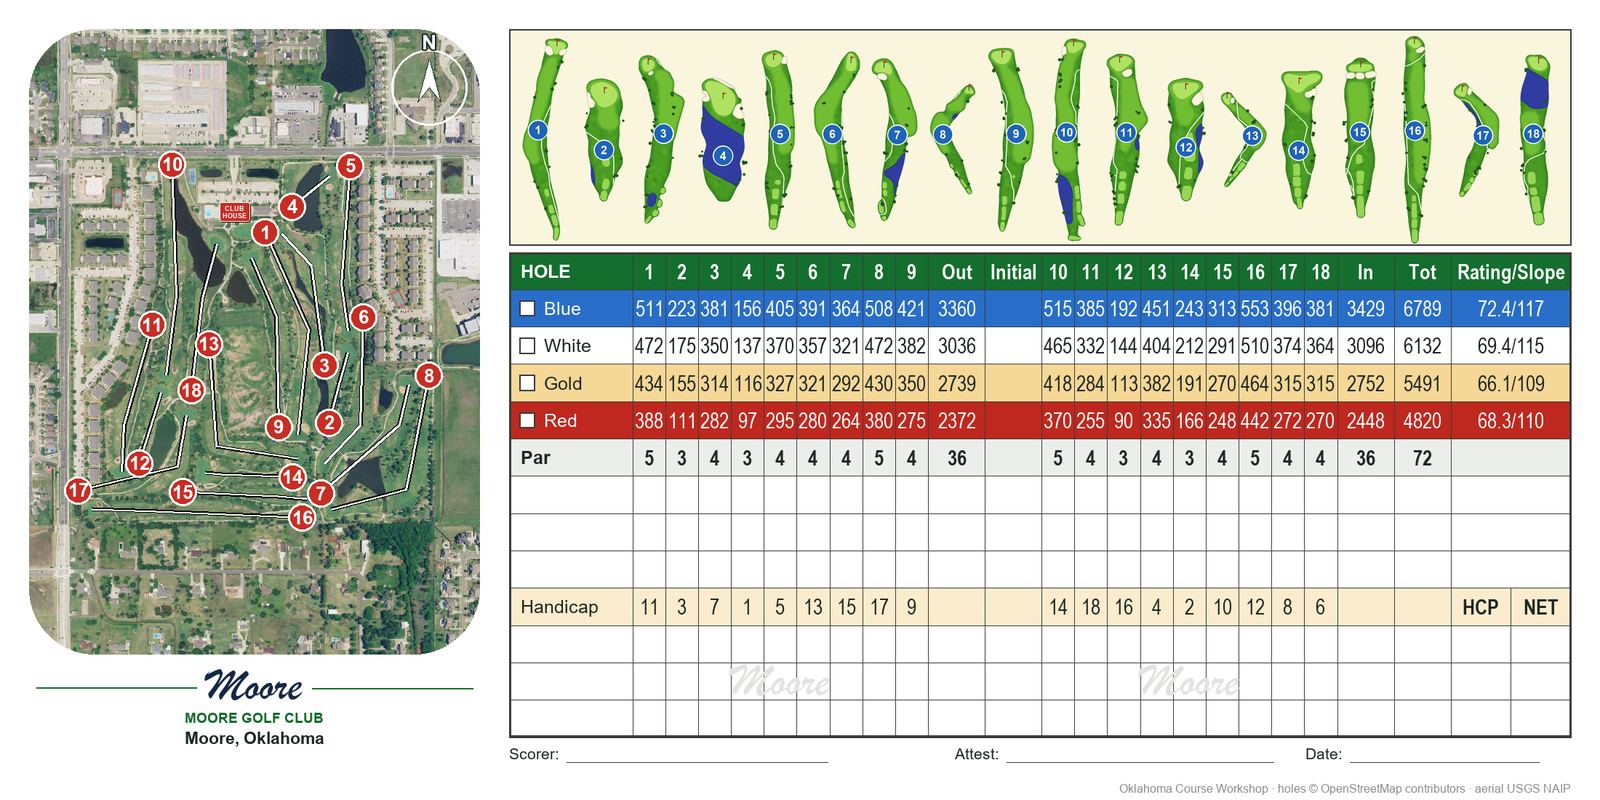 N
10
5
4
CLUB HOUSE
1
6
11
13
3
8
18
9
2
12
14
17
15
7
16
Moore
MOORE GOLF CLUB
Moore, Oklahoma
1 2 3 4 5 6 7 8 9 10 11 12 13 14 15 16 17 18
HOLE 1 2 3 4 5 6 7 8 9 Out Initial 10 11 12 13 14 15 16 17 18 In Tot Rating/Slope
Blue 511 223 381 156 405 391 364 508 421 3360 515 385 192 451 243 313 553 396 381 3429 6789 72.4/117
White 472 175 350 137 370 357 321 472 382 3036 465 332 144 404 212 291 510 374 364 3096 6132 69.4/115
Gold 434 155 314 116 327 321 292 430 350 2739 418 284 113 382 191 270 464 315 315 2752 5491 66.1/109
Red 388 111 282 97 295 280 264 380 275 2372 370 255 90 335 166 248 442 272 270 2448 4820 68.3/110
Par 5 3 4 3 4 4 4 5 4 36 5 4 3 4 3 4 5 4 4 36 72
Handicap 11 3 7 1 5 13 15 17 9 14 18 16 4 2 10 12 8 6 HCP NET
Moore Moore
Scorer: Attest: Date:
Oklahoma Course Workshop · holes © OpenStreetMap contributors · aerial USGS NAIP